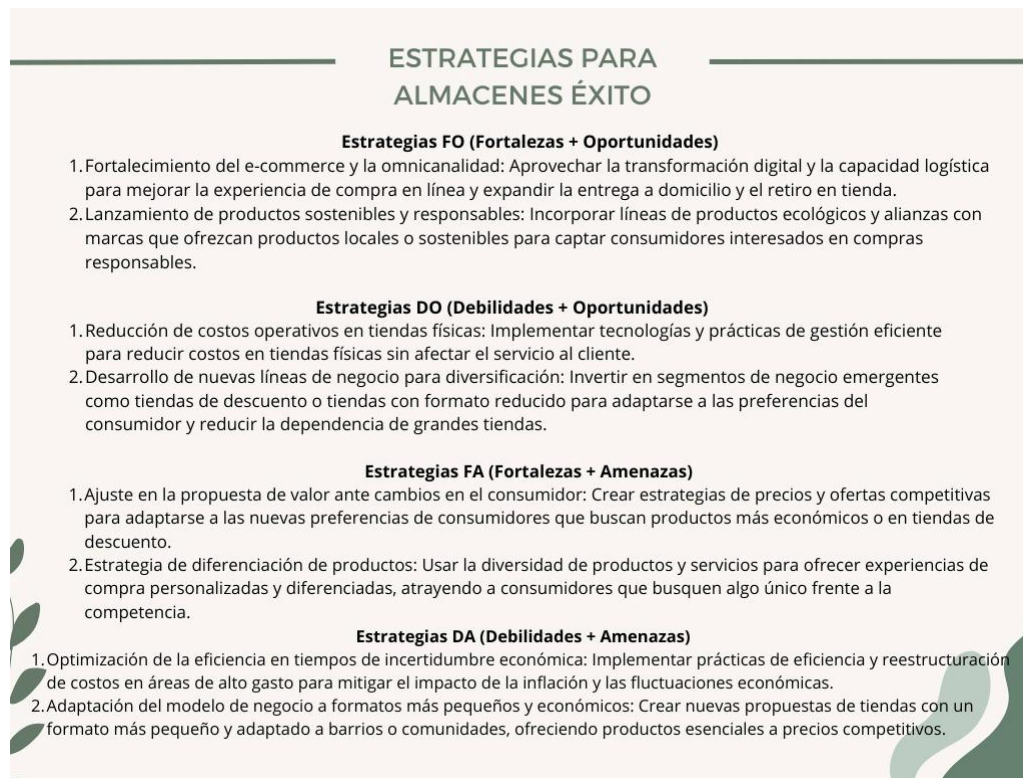 ESTRATEGIAS PARA
ALMACENES ÉXITO
Estrategias FO (Fortalezas + Oportunidades)
1. Fortalecimiento del e-commerce y la omnicanalidad: Aprovechar la transformación digital y la capacidad logística
para mejorar la experiencia de compra en línea y expandir la entrega a domicilio y el retiro en tienda.
2. Lanzamiento de productos sostenibles y responsables: Incorporar líneas de productos ecológicos y alianzas con
marcas que ofrezcan productos locales o sostenibles para captar consumidores interesados en compras
responsables.
Estrategias DO (Debilidades + Oportunidades)
1. Reducción de costos operativos en tiendas físicas: Implementar tecnologías y prácticas de gestión eficiente
para reducir costos en tiendas físicas sin afectar el servicio al cliente.
2. Desarrollo de nuevas líneas de negocio para diversificación: Invertir en segmentos de negocio emergentes
como tiendas de descuento o tiendas con formato reducido para adaptarse a las preferencias del
consumidor y reducir la dependencia de grandes tiendas.
Estrategias FA (Fortalezas + Amenazas)
1. Ajuste en la propuesta de valor ante cambios en el consumidor: Crear estrategias de precios y ofertas competitivas
para adaptarse a las nuevas preferencias de consumidores que buscan productos más económicos o en tiendas de
descuento.
2. Estrategia de diferenciación de productos: Usar la diversidad de productos y servicios para ofrecer experiencias de
compra personalizadas y diferenciadas, atrayendo a consumidores que busquen algo único frente a la
competencia.
Estrategias DA (Debilidades + Amenazas)
1. Optimización de la eficiencia en tiempos de incertidumbre económica: Implementar prácticas de eficiencia y reestructuración
de costos en áreas de alto gasto para mitigar el impacto de la inflación y las fluctuaciones económicas.
2. Adaptación del modelo de negocio a formatos más pequeños y económicos: Crear nuevas propuestas de tiendas con un
formato más pequeño y adaptado a barrios o comunidades, ofreciendo productos esenciales a precios competitivos.